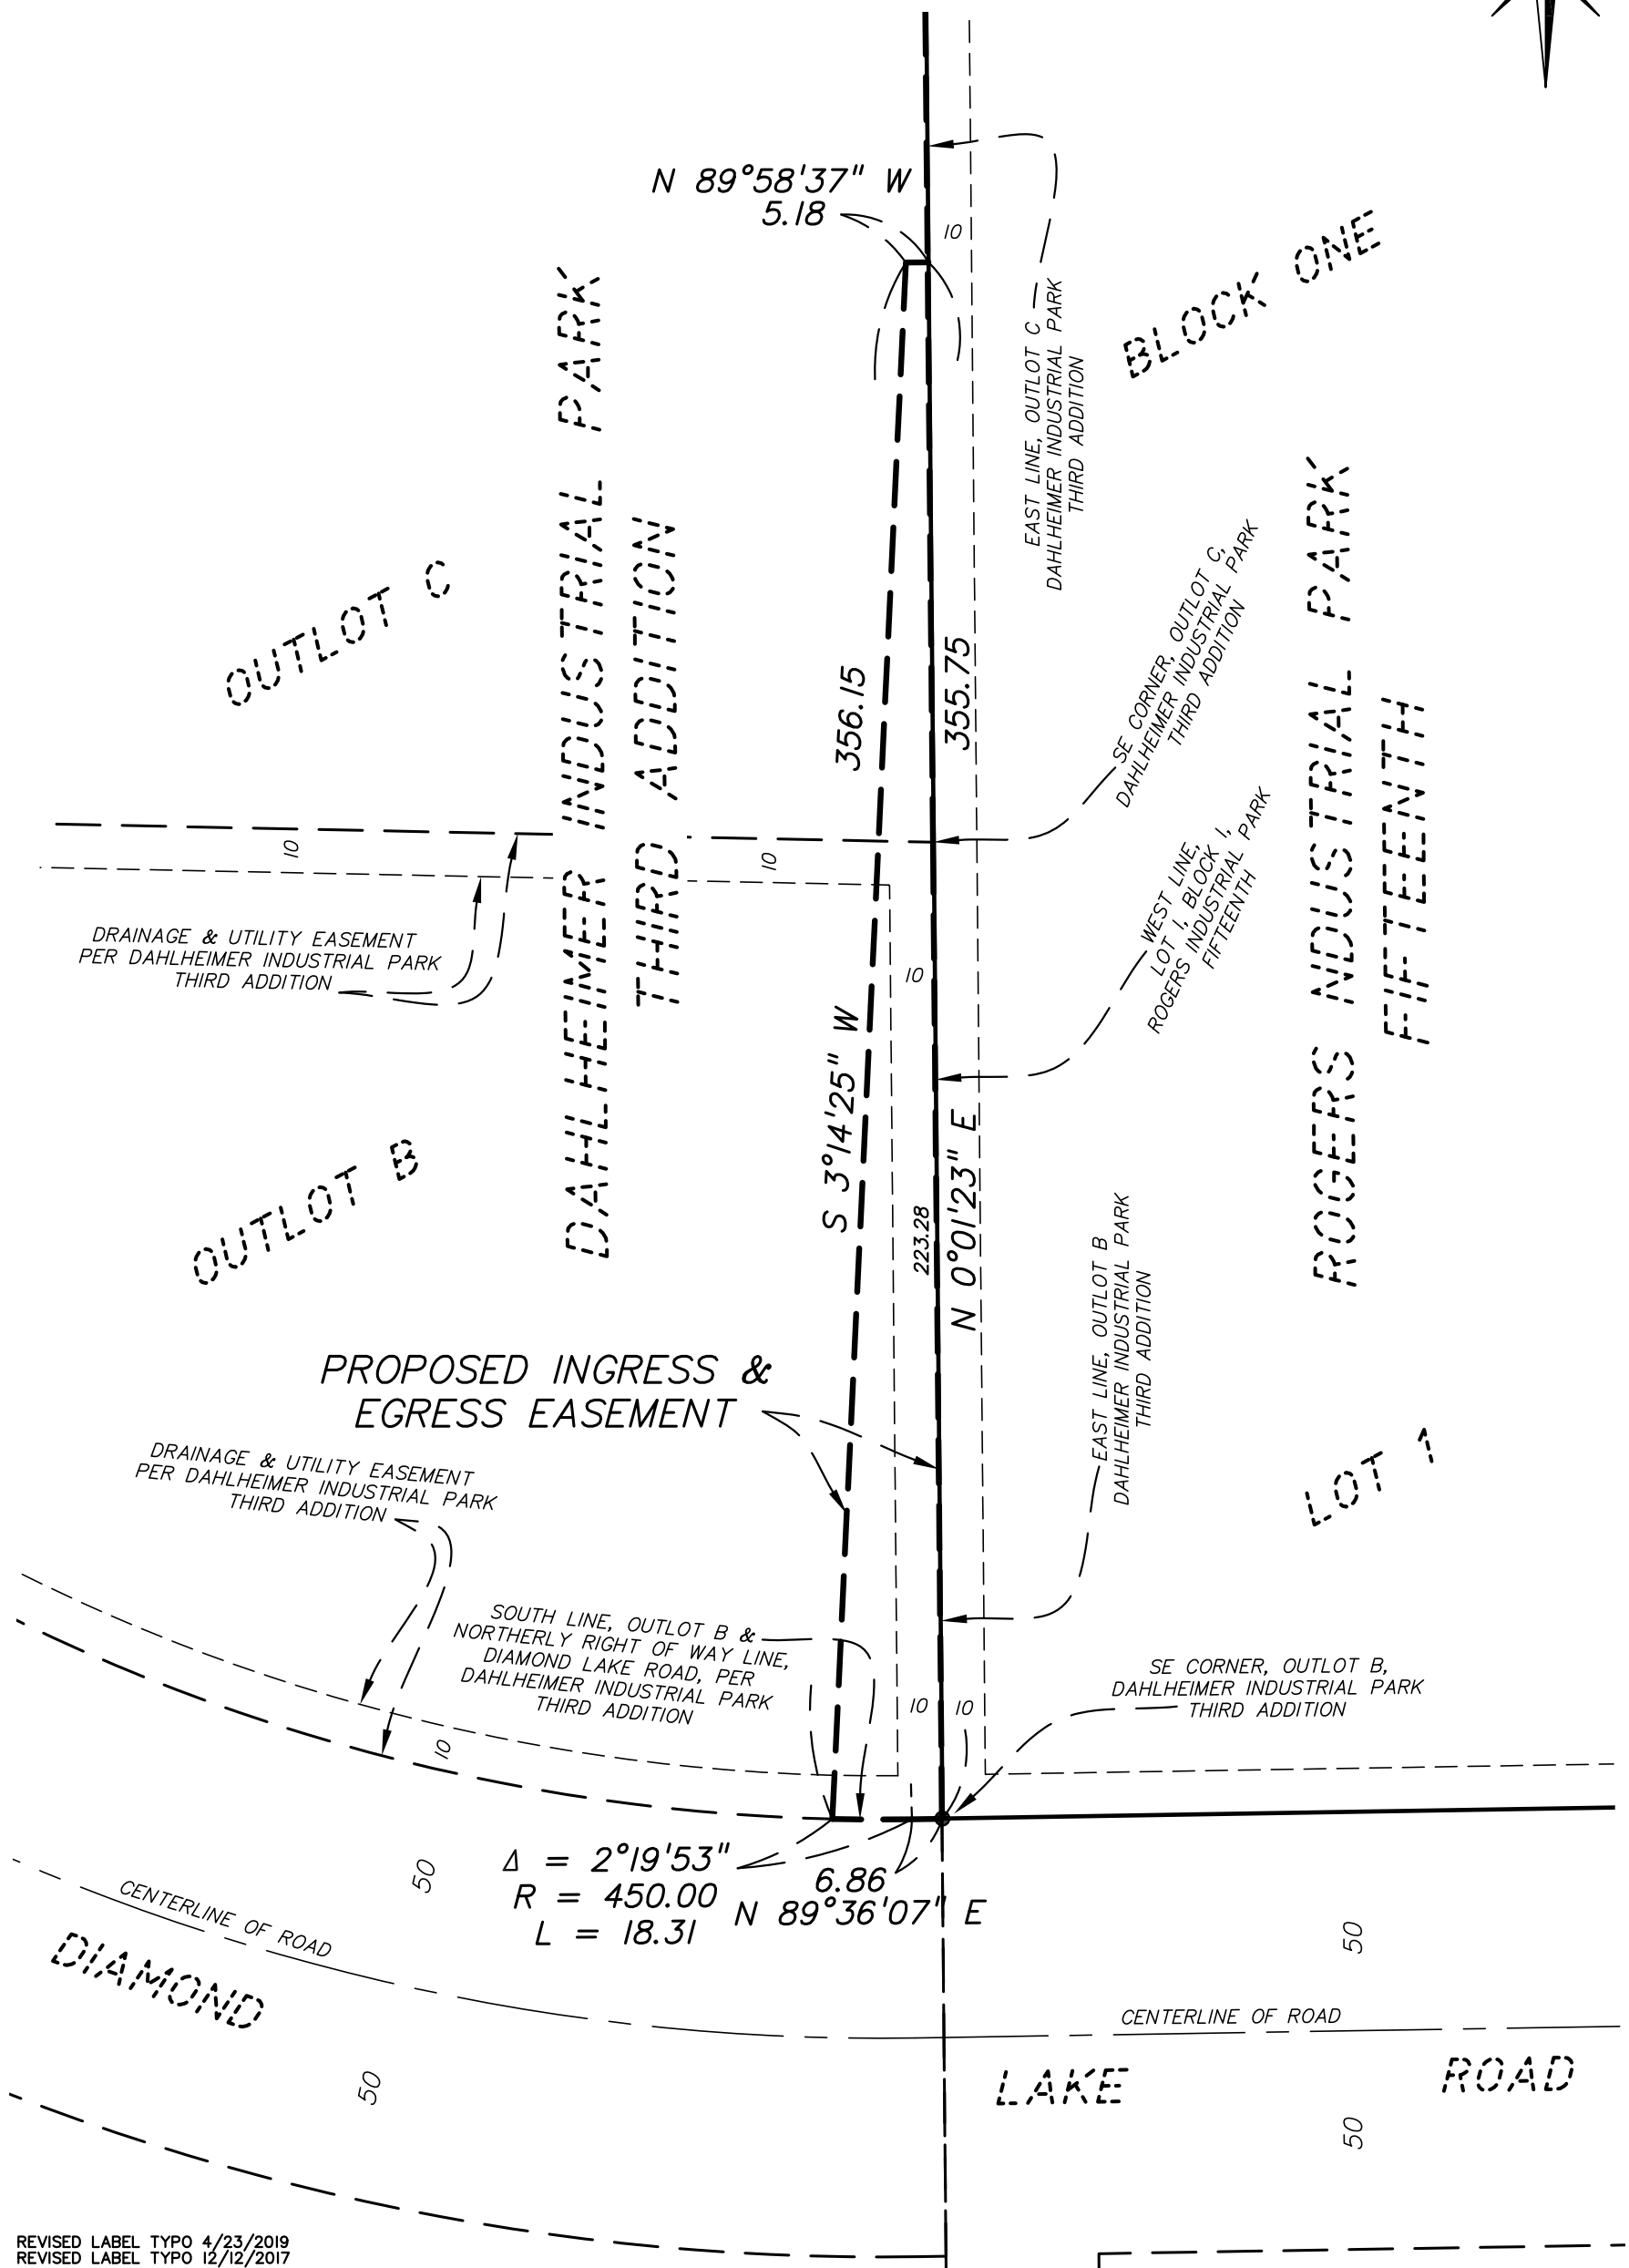 N 89°58'37" W
5.18
10
BLOCK ONE
EAST LINE, OUTLOT C
DAHLHEIMER INDUSTRIAL PARK
THIRD ADDITION
DAHLHEIMER INDUSTRIAL PARK
THIRD ADDITION
OUTLOT C
356.15
355.75
SE CORNER, OUTLOT C,
DAHLHEIMER INDUSTRIAL PARK
THIRD ADDITION
ROGERS INDUSTRIAL PARK
FIFTEENTH
10
10
WEST LINE,
LOT 1, BLOCK 1,
ROGERS INDUSTRIAL PARK
FIFTEENTH
DRAINAGE & UTILITY EASEMENT
PER DAHLHEIMER INDUSTRIAL PARK
THIRD ADDITION
10
S 3°14'25" W
OUTLOT B
223.28
N 0°01'23" E
EAST LINE, OUTLOT B
DAHLHEIMER INDUSTRIAL PARK
THIRD ADDITION
PROPOSED INGRESS &
EGRESS EASEMENT
DRAINAGE & UTILITY EASEMENT
PER DAHLHEIMER INDUSTRIAL PARK
THIRD ADDITION
LOT 1
SOUTH LINE, OUTLOT B &
NORTHERLY RIGHT OF WAY LINE,
DIAMOND LAKE ROAD, PER
DAHLHEIMER INDUSTRIAL PARK
THIRD ADDITION
SE CORNER, OUTLOT B,
DAHLHEIMER INDUSTRIAL PARK
THIRD ADDITION
10
10
10
Δ = 2°19'53"
R = 450.00
L = 18.31
6.86
N 89°36'07" E
50
CENTERLINE OF ROAD
50
DIAMOND
CENTERLINE OF ROAD
LAKE
ROAD
50
50
REVISED LABEL TYPO 4/23/2019
REVISED LABEL TYPO 12/12/2017